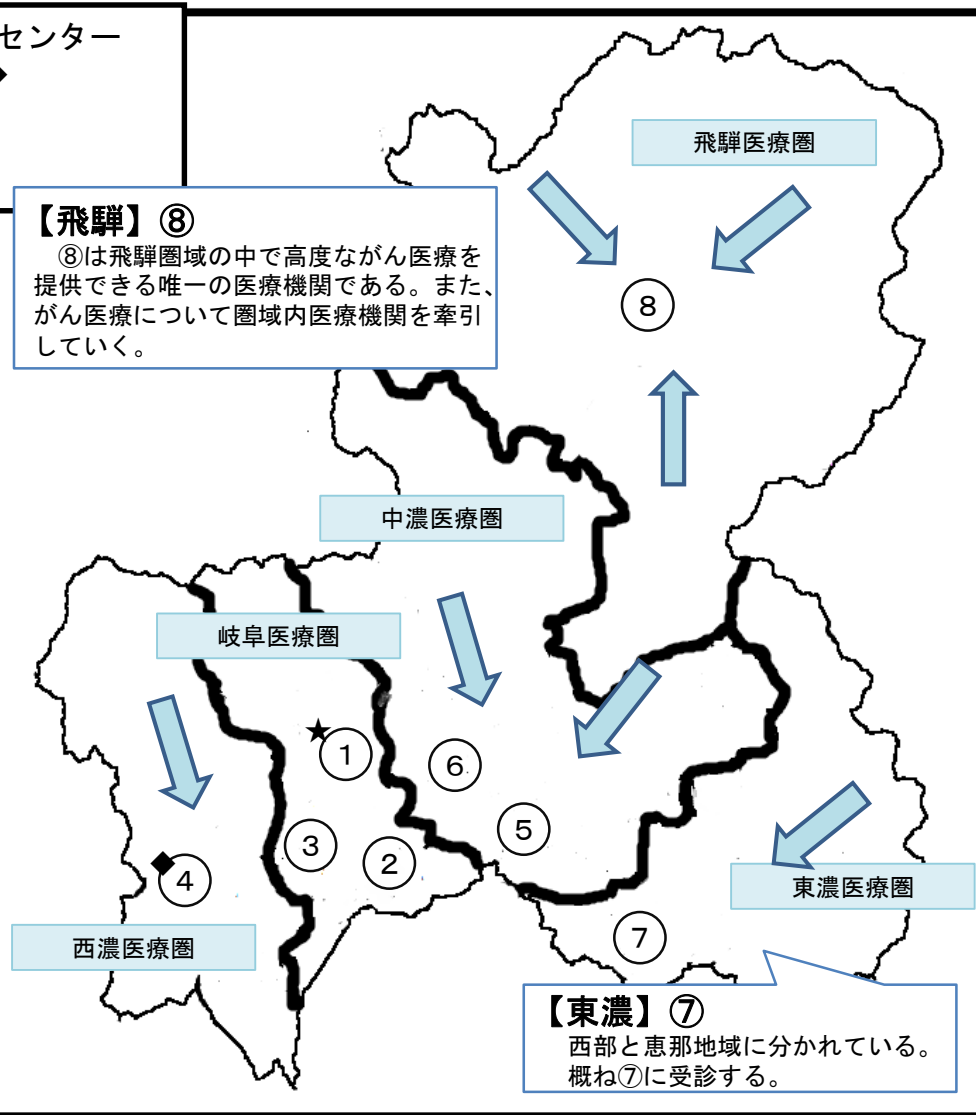 センター
◆
飛騨医療圏
【飛騨】⑧
⑧は飛騨圏域の中で高度ながん医療を
提供できる唯一の医療機関である。また、
がん医療について圏域内医療機関を牽引
していく。
⑧
中濃医療圏
岐阜医療圏
★
①
⑥
⑤
③
②
◆
④
東濃医療圏
西濃医療圏
⑦
【東濃】⑦
西部と恵那地域に分かれている。
概ね⑦に受診する。